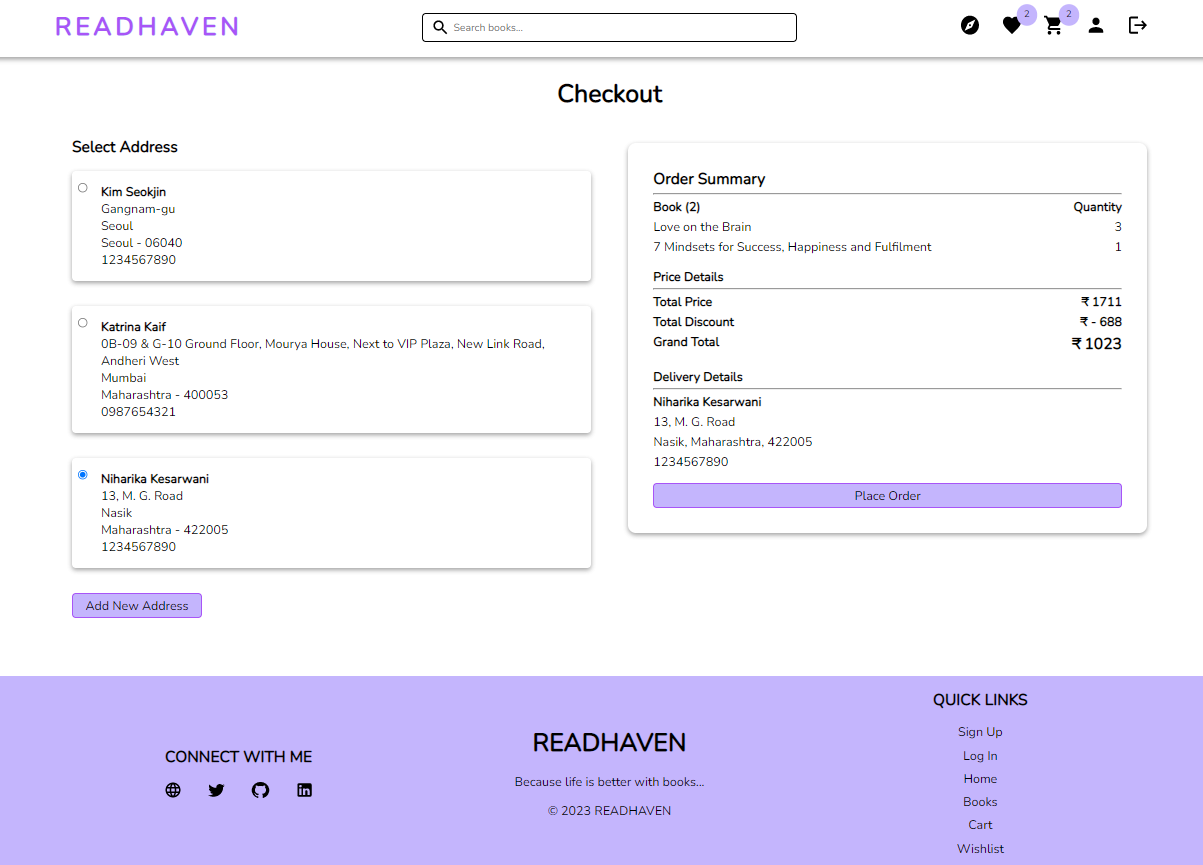 READHAVEN
Search books...
2
2
Checkout
Select Address
Kim Seokjin
Gangnam-gu
Seoul
Seoul - 06040
1234567890
Katrina Kaif
0B-09 & G-10 Ground Floor, Mourya House, Next to VIP Plaza, New Link Road,
Andheri West
Mumbai
Maharashtra - 400053
0987654321
Niharika Kesarwani
13, M. G. Road
Nasik
Maharashtra - 422005
1234567890
Add New Address
Order Summary
Book (2) Quantity
Love on the Brain 3
7 Mindsets for Success, Happiness and Fulfilment 1
Price Details
Total Price ₹ 1711
Total Discount ₹ - 688
Grand Total ₹ 1023
Delivery Details
Niharika Kesarwani
13, M. G. Road
Nasik, Maharashtra, 422005
1234567890
Place Order
CONNECT WITH ME
READHAVEN
Because life is better with books...
© 2023 READHAVEN
QUICK LINKS
Sign Up
Log In
Home
Books
Cart
Wishlist